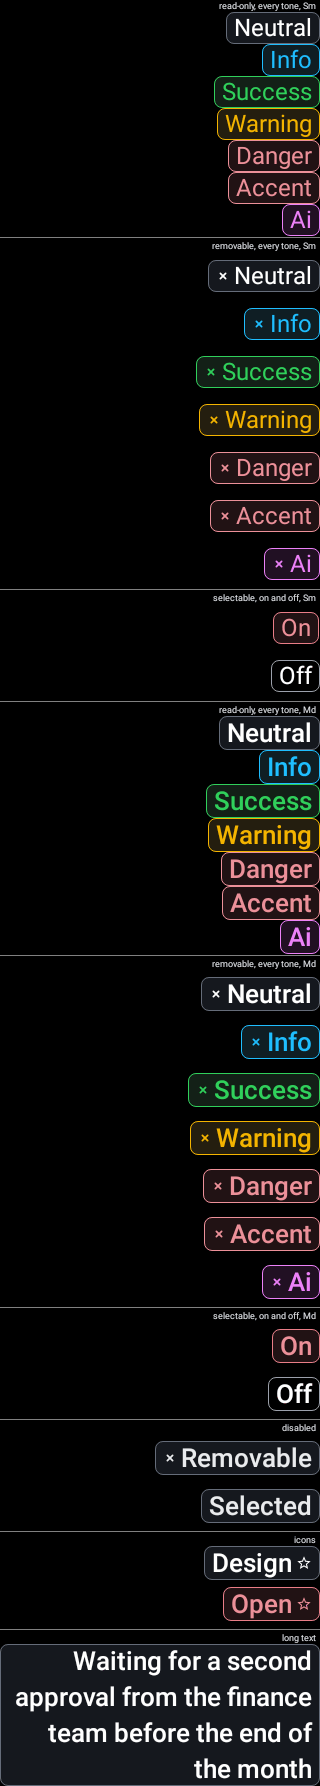 read-only, every tone, Sm
Neutral
Info
Success
Warning
Danger
Accent
Ai
removable, every tone, Sm
× Neutral
× Info
× Success
× Warning
× Danger
× Accent
× Ai
selectable, on and off, Sm
On
Off
read-only, every tone, Md
Neutral
Info
Success
Warning
Danger
Accent
Ai
removable, every tone, Md
× Neutral
× Info
× Success
× Warning
× Danger
× Accent
× Ai
selectable, on and off, Md
On
Off
disabled
× Removable
Selected
icons
Design ☆
Open ☆
long text
Waiting for a second
approval from the finance
team before the end of
the month